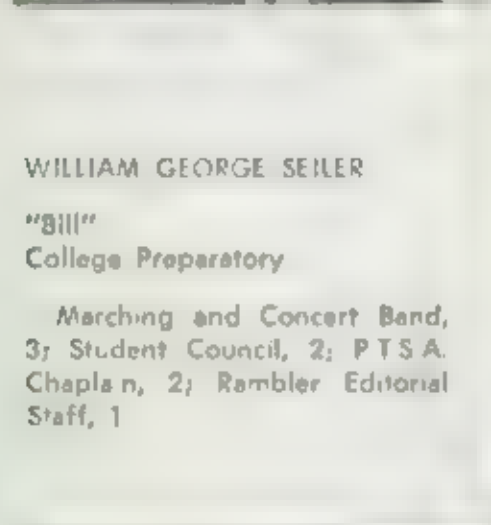 WILLIAM GEORGE SEILER
"Bill"
College Preparatory
Marching and Concert Band,
3; Student Council, 2; P.T.S.A.
Chaplain, 2; Rambler Editorial
Staff, 1